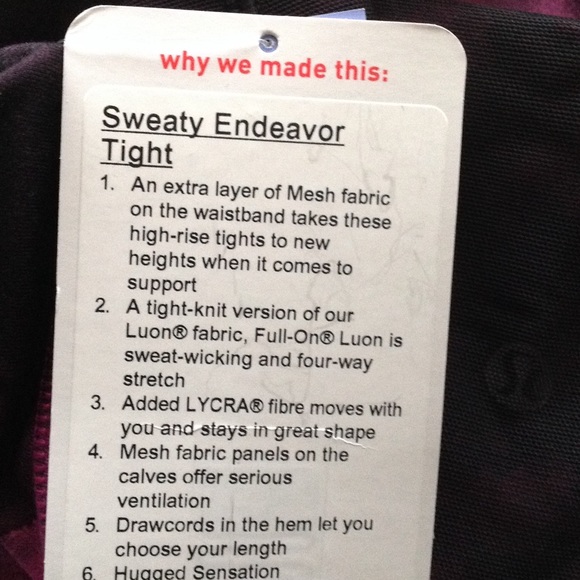 why we made this:
Sweaty Endeavor
Tight
1. An extra layer of Mesh fabric
on the waistband takes these
high-rise tights to new
heights when it comes to
support
2. A tight-knit version of our
Luon® fabric, Full-On® Luon is
sweat-wicking and four-way
stretch
3. Added LYCRA® fibre moves with
you and stays in great shape
4. Mesh fabric panels on the
calves offer serious
ventilation
5. Drawcords in the hem let you
choose your length
6. Hugged Sensation